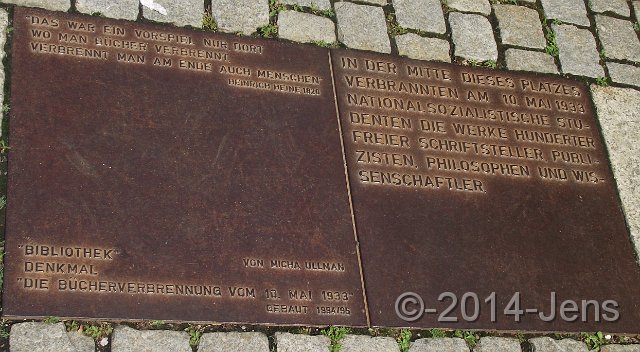 "DAS WAR EIN VORSPIEL NUR DORT
WO MAN BÜCHER VERBRENNT
VERBRENNT MAN AM ENDE AUCH MENSCHEN"
HEINRICH HEINE 1820
"BIBLIOTHEK"
DENKMAL
VON MICHA ULLMAN
"DIE BÜCHERVERBRENNUNG VOM 10. MAI 1933"
GEBAUT 1994/95
IN DER MITTE DIESES PLATZES
VERBRANNTEN AM 10. MAI 1933
NATIONALSOZIALISTISCHE STU-
DENTEN DIE WERKE HUNDERTER
FREIER SCHRIFTSTELLER, PUBLI-
ZISTEN, PHILOSOPHEN UND WIS-
SENSCHAFTLER
©-2014-Jens